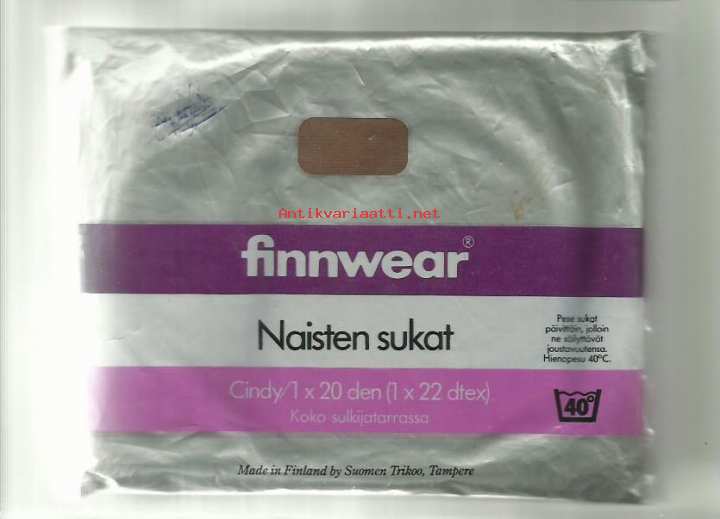 Antikvariaatti.net
finnwear®
Naisten sukat
Pese sukat
päivittäin, jolloin
ne säilyttävät
joustavuutensa.
Hienopesu 40°C.
Cindy/1 x 20 den (1 x 22 dtex)
Koko sulkijatarrassa
40°
Made in Finland by Suomen Trikoo, Tampere